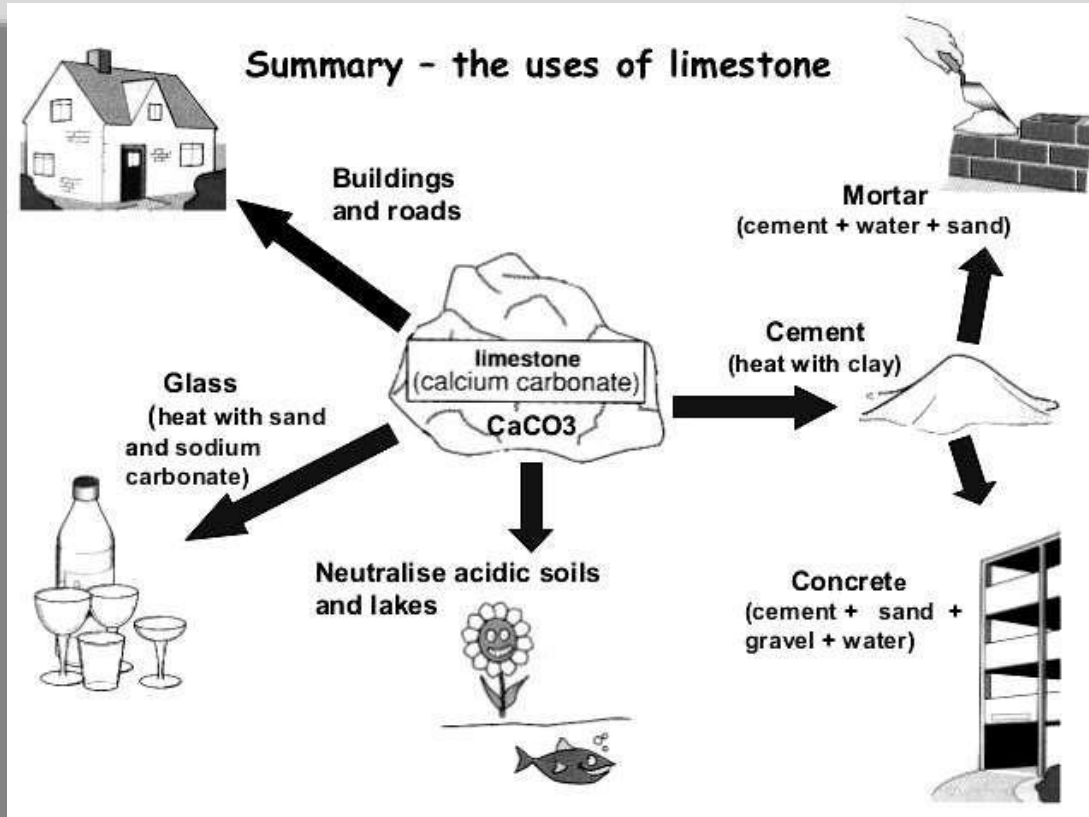 Summary - the uses of limestone
Buildings
and roads
Mortar
(cement + water + sand)
Cement
(heat with clay)
limestone
(calcium carbonate)
CaCO3
Glass
(heat with sand
and sodium
carbonate)
Neutralise acidic soils
and lakes
Concrete
(cement + sand +
gravel + water)